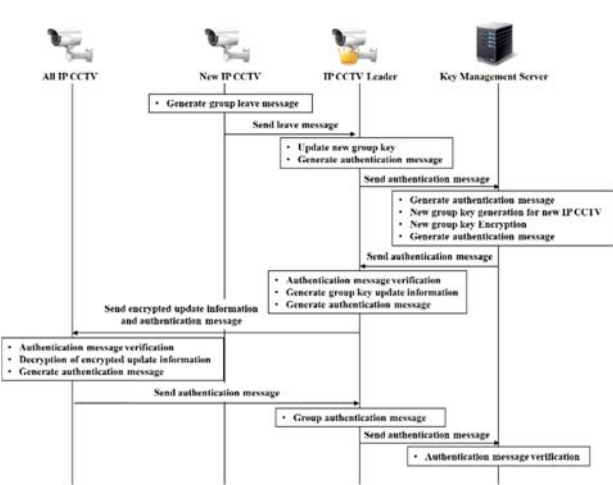 All IP CCTV
New IP CCTV
IP CCTV Leader
Key Management Server
• Generate group leave message
Send leave message
• Update new group key
• Generate authentication message
Send authentication message
• Generate authentication message
• New group key generation for new IP CCTV
• New group key Encryption
• Generate authentication message
Send authentication message
• Authentication message verification
• Generate group key update information
• Generate authentication message
Send encrypted update information
and authentication message
• Authentication message verification
• Decryption of encrypted update information
• Generate authentication message
Send authentication message
• Group authentication message
Send authentication message
• Authentication message verification